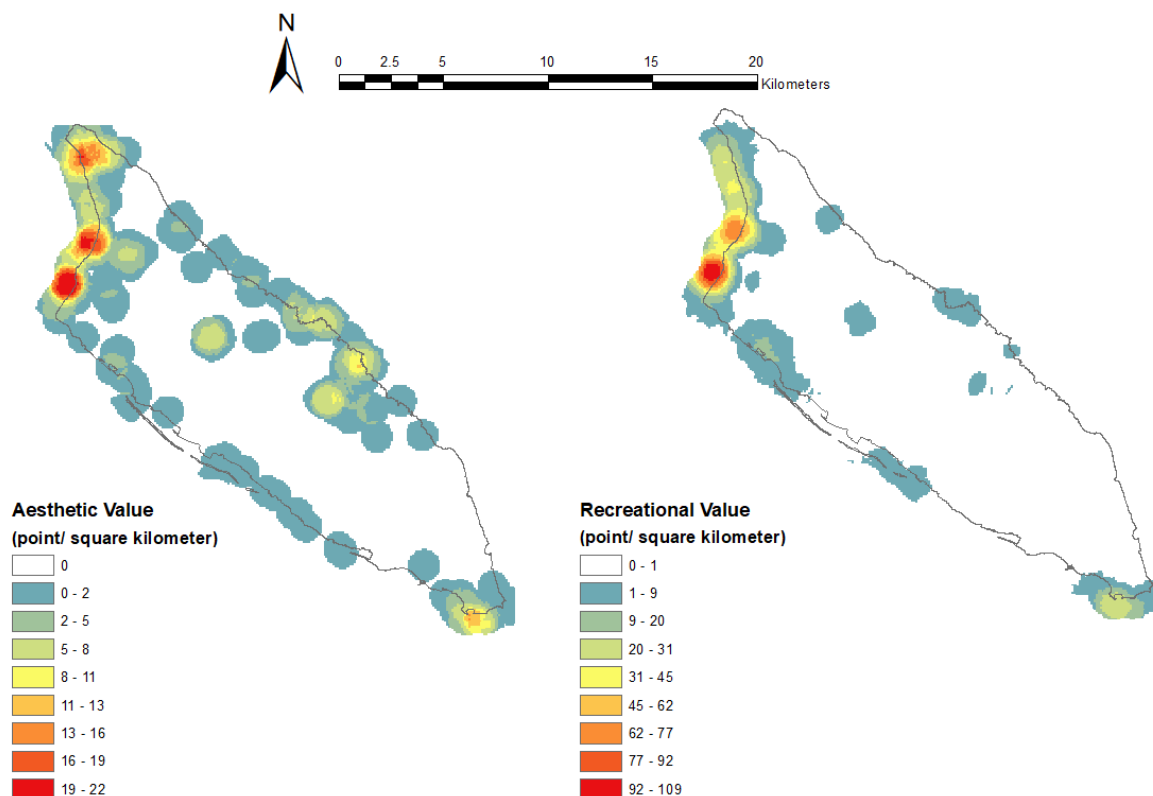 N
0 2.5 5 10 15 20
Kilometers
Aesthetic Value
(point/ square kilometer)
0
0 - 2
2 - 5
5 - 8
8 - 11
11 - 13
13 - 16
16 - 19
19 - 22
Recreational Value
(point/ square kilometer)
0 - 1
1 - 9
9 - 20
20 - 31
31 - 45
45 - 62
62 - 77
77 - 92
92 - 109